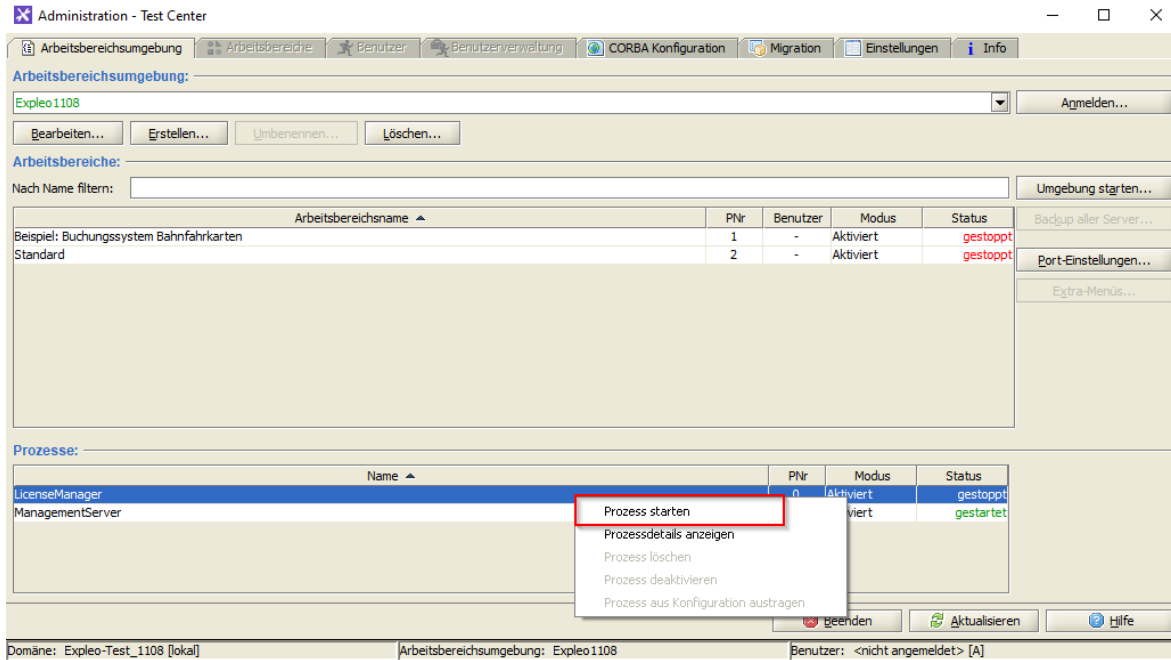 Administration - Test Center
Arbeitsbereichsumgebung Arbeitsbereiche Benutzer Benutzerverwaltung CORBA Konfiguration Migration Einstellungen i Info
Arbeitsbereichsumgebung:
Expleo1108 Anmelden...
Bearbeiten... Erstellen... Umbenennen... Löschen...
Arbeitsbereiche:
Nach Name filtern: Umgebung starten...
Arbeitsbereichsname PNr Benutzer Modus Status Backup aller Server...
Beispiel: Buchungssystem Bahnfahrkarten 1 - Aktiviert gestoppt
Standard 2 - Aktiviert gestoppt
Port-Einstellungen...
Extra-Menüs...
Prozesse:
Name PNr Modus Status
LicenseManager 0 Aktiviert gestoppt
ManagementServer viert gestartet
Prozess starten
Prozessdetails anzeigen
Prozess löschen
Prozess deaktivieren
Prozess aus Konfiguration austragen
Beenden Aktualisieren Hilfe
Domäne: Expleo-Test_1108 [lokal] Arbeitsbereichsumgebung: Expleo1108 Benutzer: <nicht angemeldet> [A]